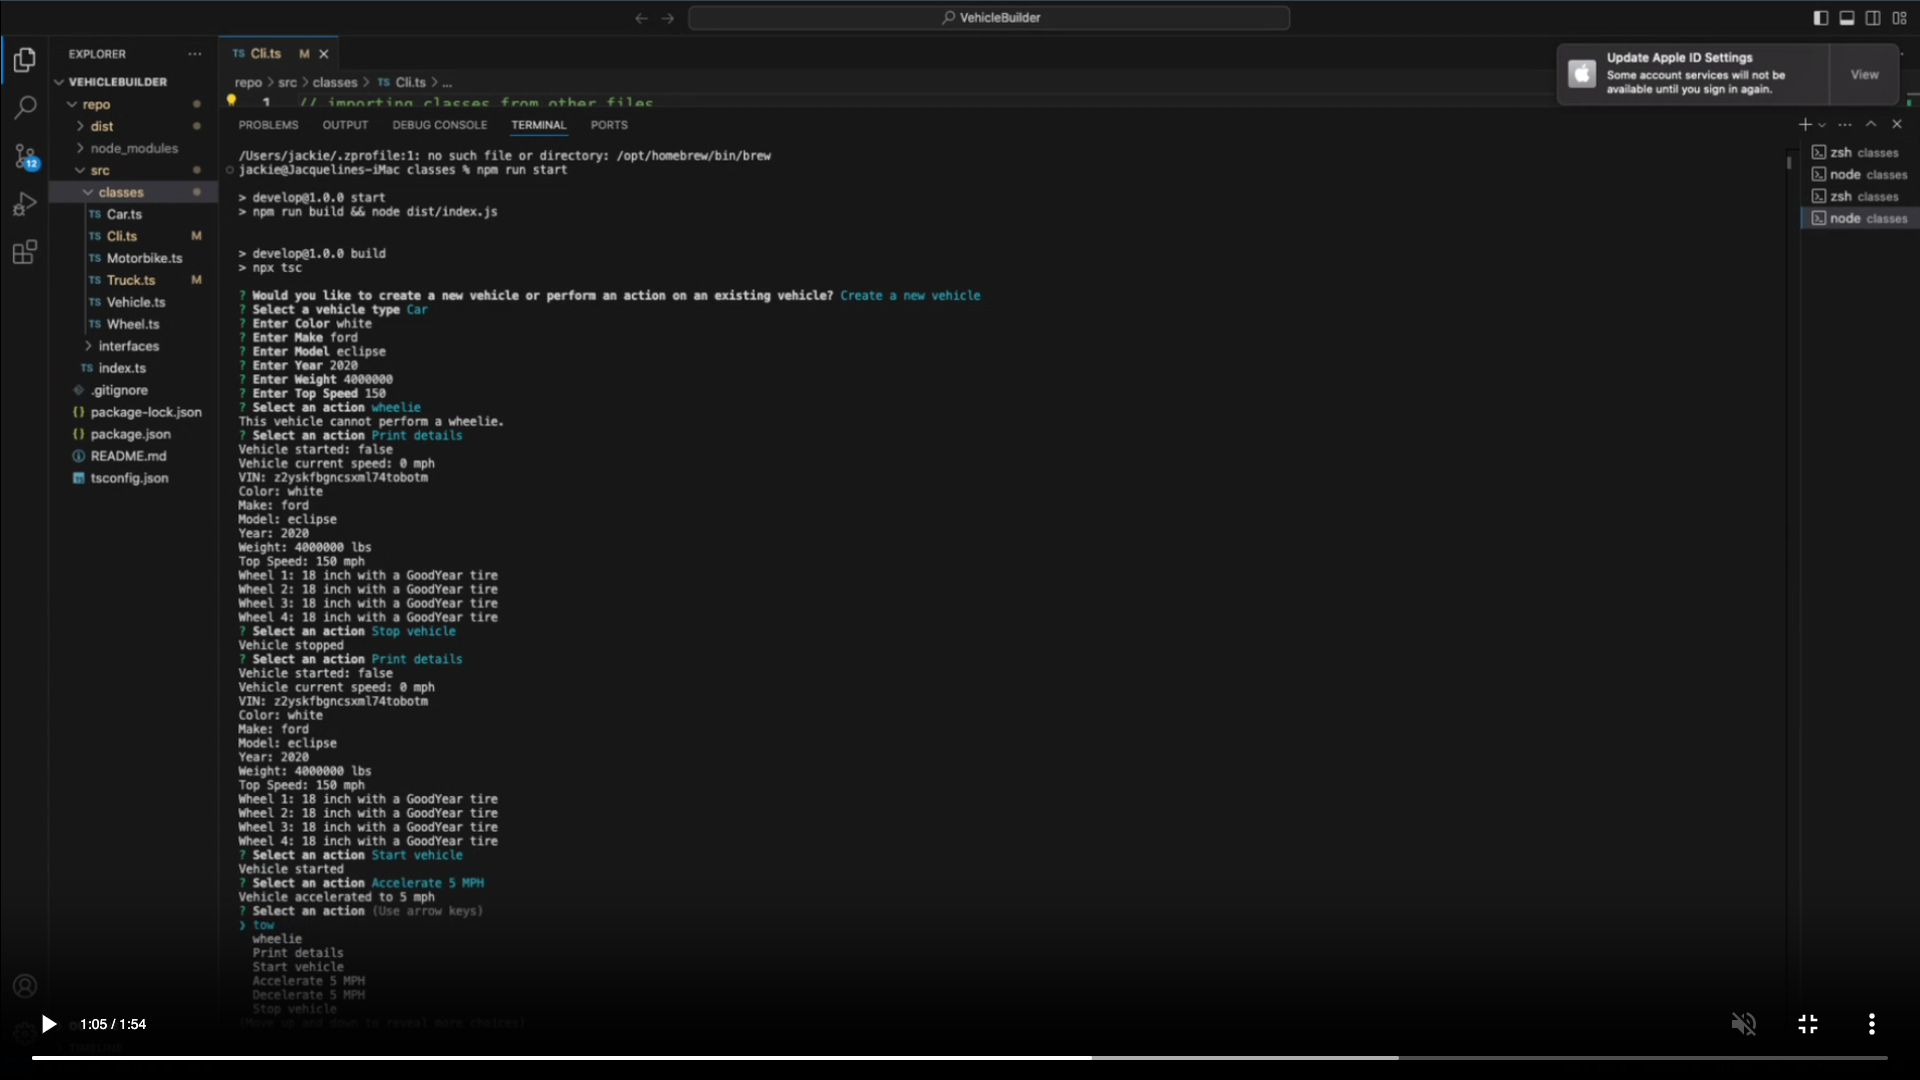 VehicleBuilder
EXPLORER
VEHICLEBUILDER
repo
dist
node_modules
src
classes
TS Car.ts
TS Cli.ts M
TS Motorbike.ts
TS Truck.ts M
TS Vehicle.ts
TS Wheel.ts
interfaces
TS index.ts
.gitignore
{} package-lock.json
{} package.json
README.md
tsconfig.json
12
TS Cli.ts M
repo > src > classes > TS Cli.ts > ...
1 // importing classes from other files
PROBLEMS OUTPUT DEBUG CONSOLE TERMINAL PORTS
/Users/jackie/.zprofile:1: no such file or directory: /opt/homebrew/bin/brew
jackie@Jacquelines-iMac classes % npm run start
> develop@1.0.0 start
> npm run build && node dist/index.js
> develop@1.0.0 build
> npx tsc
? Would you like to create a new vehicle or perform an action on an existing vehicle? Create a new vehicle
? Select a vehicle type Car
? Enter Color white
? Enter Make ford
? Enter Model eclipse
? Enter Year 2020
? Enter Weight 4000000
? Enter Top Speed 150
? Select an action wheelie
This vehicle cannot perform a wheelie.
? Select an action Print details
Vehicle started: false
Vehicle current speed: 0 mph
VIN: z2yskfbgncsxml74tobotm
Color: white
Make: ford
Model: eclipse
Year: 2020
Weight: 4000000 lbs
Top Speed: 150 mph
Wheel 1: 18 inch with a GoodYear tire
Wheel 2: 18 inch with a GoodYear tire
Wheel 3: 18 inch with a GoodYear tire
Wheel 4: 18 inch with a GoodYear tire
? Select an action Stop vehicle
Vehicle stopped
? Select an action Print details
Vehicle started: false
Vehicle current speed: 0 mph
VIN: z2yskfbgncsxml74tobotm
Color: white
Make: ford
Model: eclipse
Year: 2020
Weight: 4000000 lbs
Top Speed: 150 mph
Wheel 1: 18 inch with a GoodYear tire
Wheel 2: 18 inch with a GoodYear tire
Wheel 3: 18 inch with a GoodYear tire
Wheel 4: 18 inch with a GoodYear tire
? Select an action Start vehicle
Vehicle started
? Select an action Accelerate 5 MPH
Vehicle accelerated to 5 mph
? Select an action (Use arrow keys)
❯ tow
wheelie
Print details
Start vehicle
Accelerate 5 MPH
Decelerate 5 MPH
Stop vehicle
(Move up and down to reveal more choices)
Update Apple ID Settings
Some account services will not be
available until you sign in again.
View
zsh classes
node classes
zsh classes
node classes
TIMELINE
1:05 / 1:54